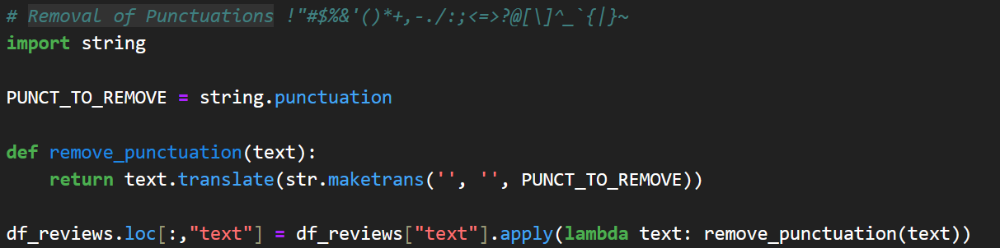 # Removal of Punctuations !"#$%&'()*+,-./:;<=>?@[\]^_`{|}~
import string
PUNCT_TO_REMOVE = string.punctuation
def remove_punctuation(text):
    return text.translate(str.maketrans('', '', PUNCT_TO_REMOVE))
df_reviews.loc[:,"text"] = df_reviews["text"].apply(lambda text: remove_punctuation(text))